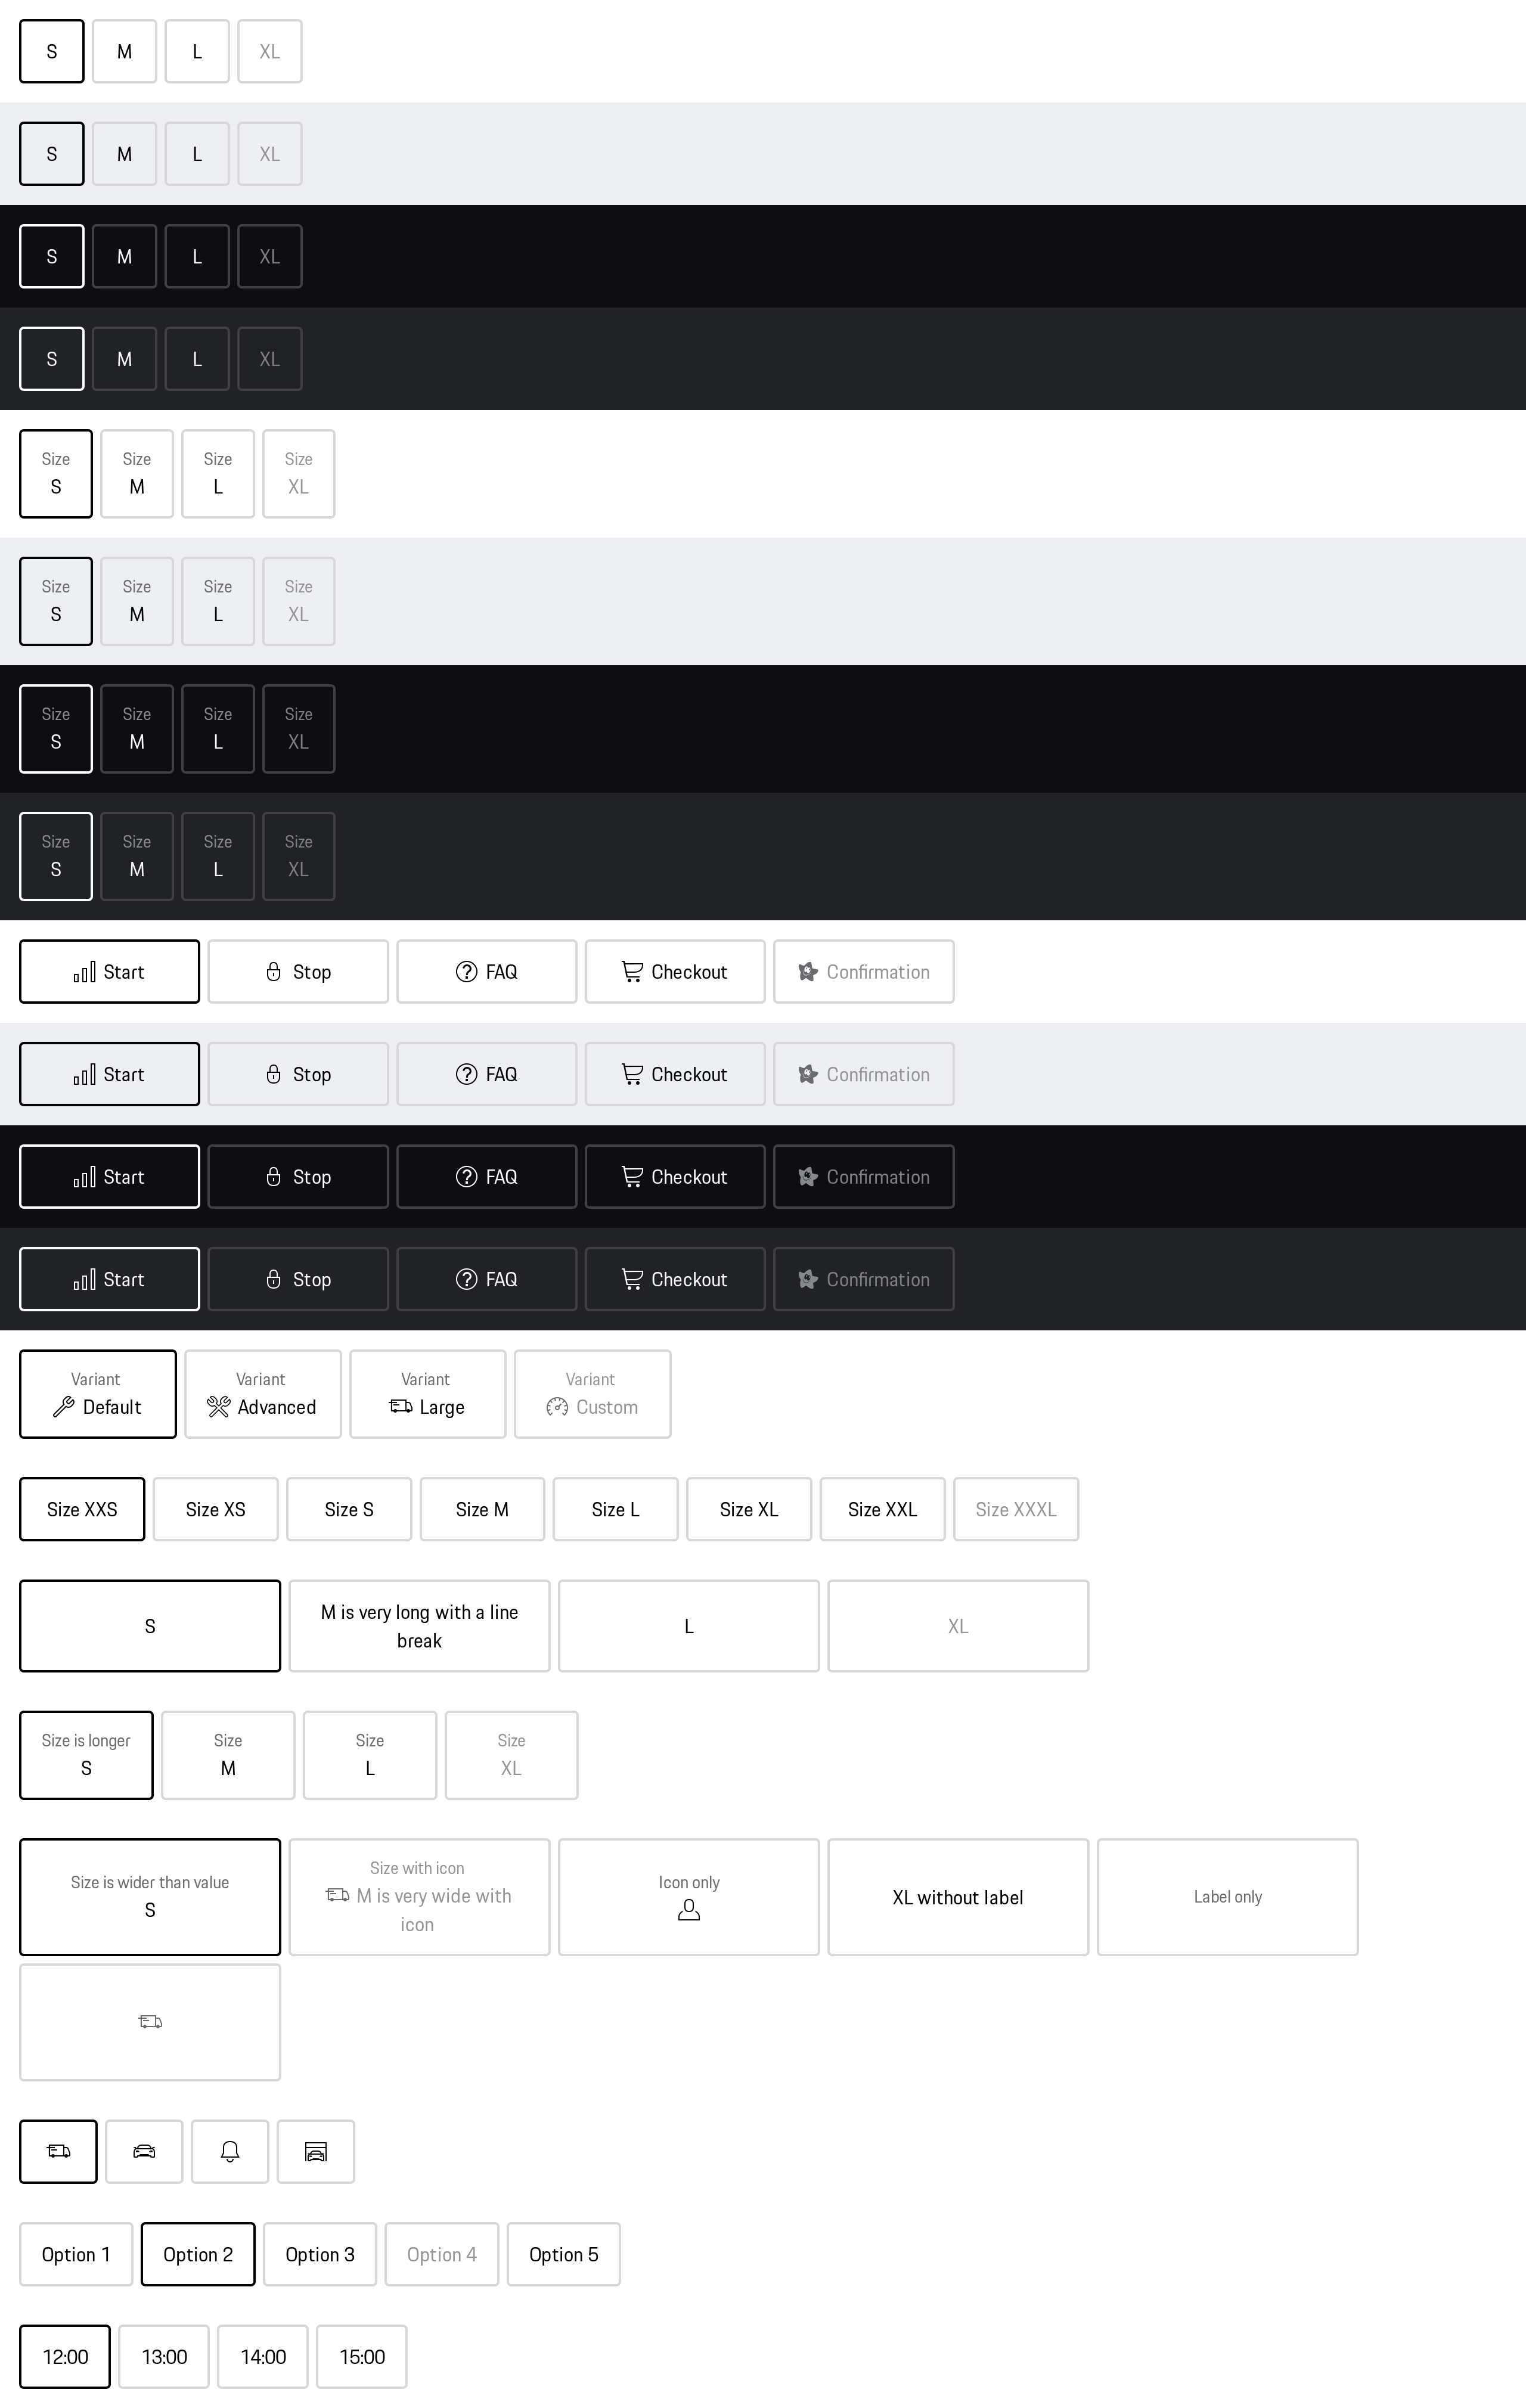 S M L XL
S M L XL
S M L XL
S M L XL
Size Size Size Size
S M L XL
Size Size Size Size
S M L XL
Size Size Size Size
S M L XL
Size Size Size Size
S M L XL
Start Stop FAQ Checkout Confirmation
Start Stop FAQ Checkout Confirmation
Start Stop FAQ Checkout Confirmation
Start Stop FAQ Checkout Confirmation
Variant Variant Variant Variant
Default Advanced Large Custom
Size XXS Size XS Size S Size M Size L Size XL Size XXL Size XXXL
S
M is very long with a line
break
L
XL
Size is longer Size Size Size
S M L XL
Size is wider than value
S
Size with icon
M is very wide with
icon
Icon only
XL without label
Label only
Option 1 Option 2 Option 3 Option 4 Option 5
12:00 13:00 14:00 15:00